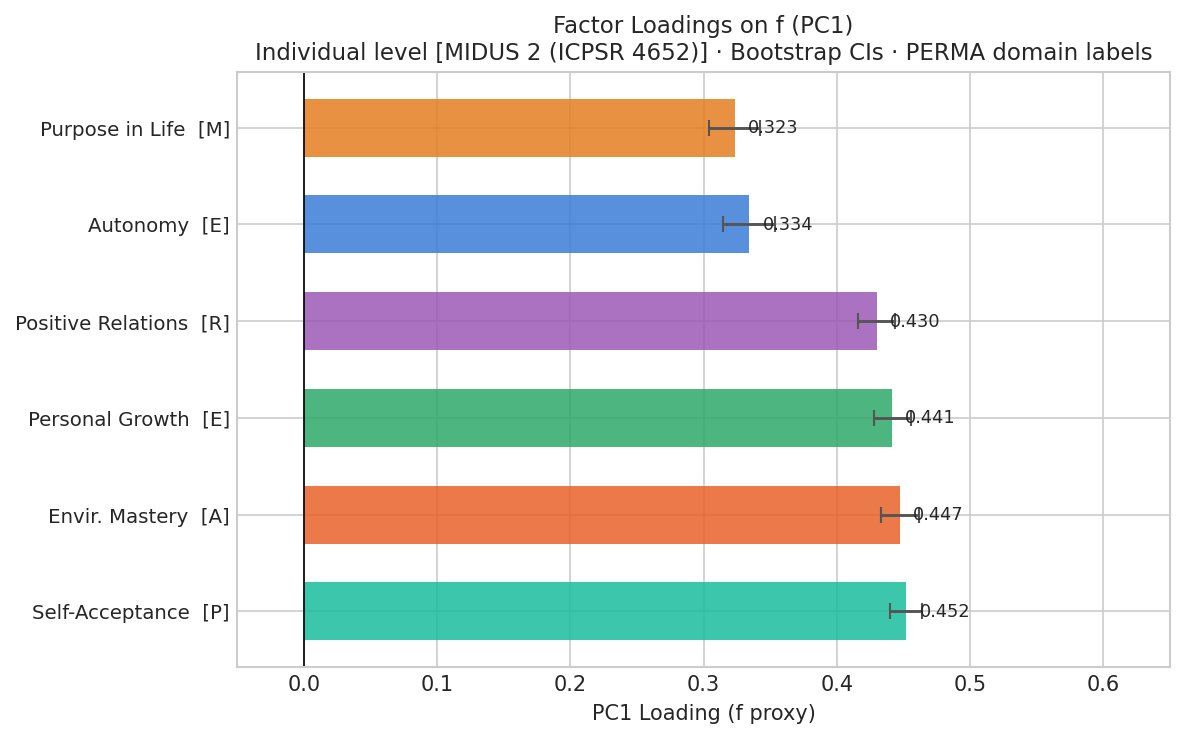 Factor Loadings on f (PC1)
Individual level [MIDUS 2 (ICPSR 4652)] · Bootstrap CIs · PERMA domain labels
Purpose in Life [M]
0.323
Autonomy [E]
0.334
Positive Relations [R]
0.430
Personal Growth [E]
0.441
Envir. Mastery [A]
0.447
Self-Acceptance [P]
0.452
0.0 0.1 0.2 0.3 0.4 0.5 0.6
PC1 Loading (f proxy)